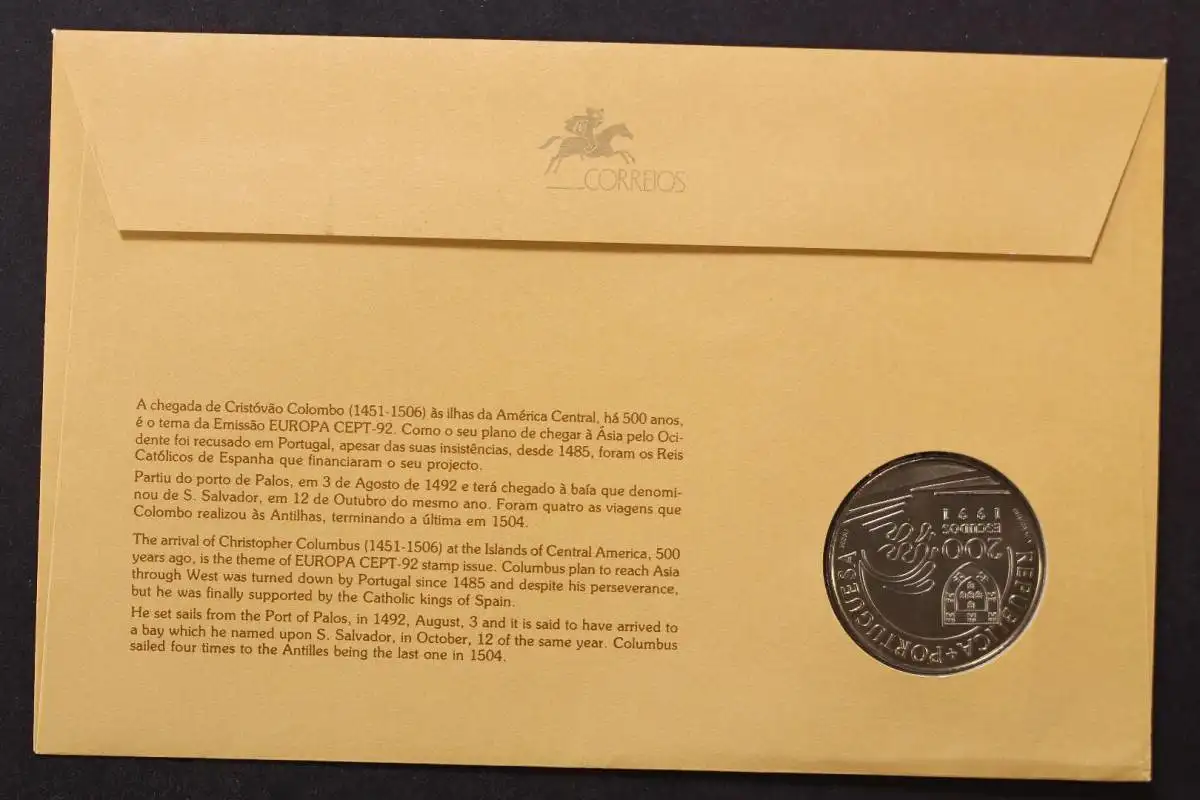 CORREIOS
A chegada de Cristóvão Colombo (1451-1506) às ilhas da América Central, há 500 anos,
é o tema da Emissão EUROPA CEPT-92. Como o seu plano de chegar à Ásia pelo Oci-
dente foi recusado em Portugal, apesar das suas insistências, desde 1485, foram os Reis
Católicos de Espanha que financiaram o seu projecto.
Partiu do porto de Palos, em 3 de Agosto de 1492 e terá chegado à baía que denomi-
nou de S. Salvador, em 12 de Outubro do mesmo ano. Foram quatro as viagens que
Colombo realizou às Antilhas, terminando a última em 1504.
The arrival of Christopher Columbus (1451-1506) at the Islands of Central America, 500
years ago, is the theme of EUROPA CEPT-92 stamp issue. Columbus plan to reach Asia
through West was turned down by Portugal since 1485 and despite his perseverance,
but he was finally supported by the Catholic kings of Spain.
He set sails from the Port of Palos, in 1492, August, 3 and it is said to have arrived to
a bay which he named upon S. Salvador, in October, 12 of the same year. Columbus
sailed four times to the Antilles being the last one in 1504.
REPUBLICA+PORTUGUESA
200
ESCUDOS
1991